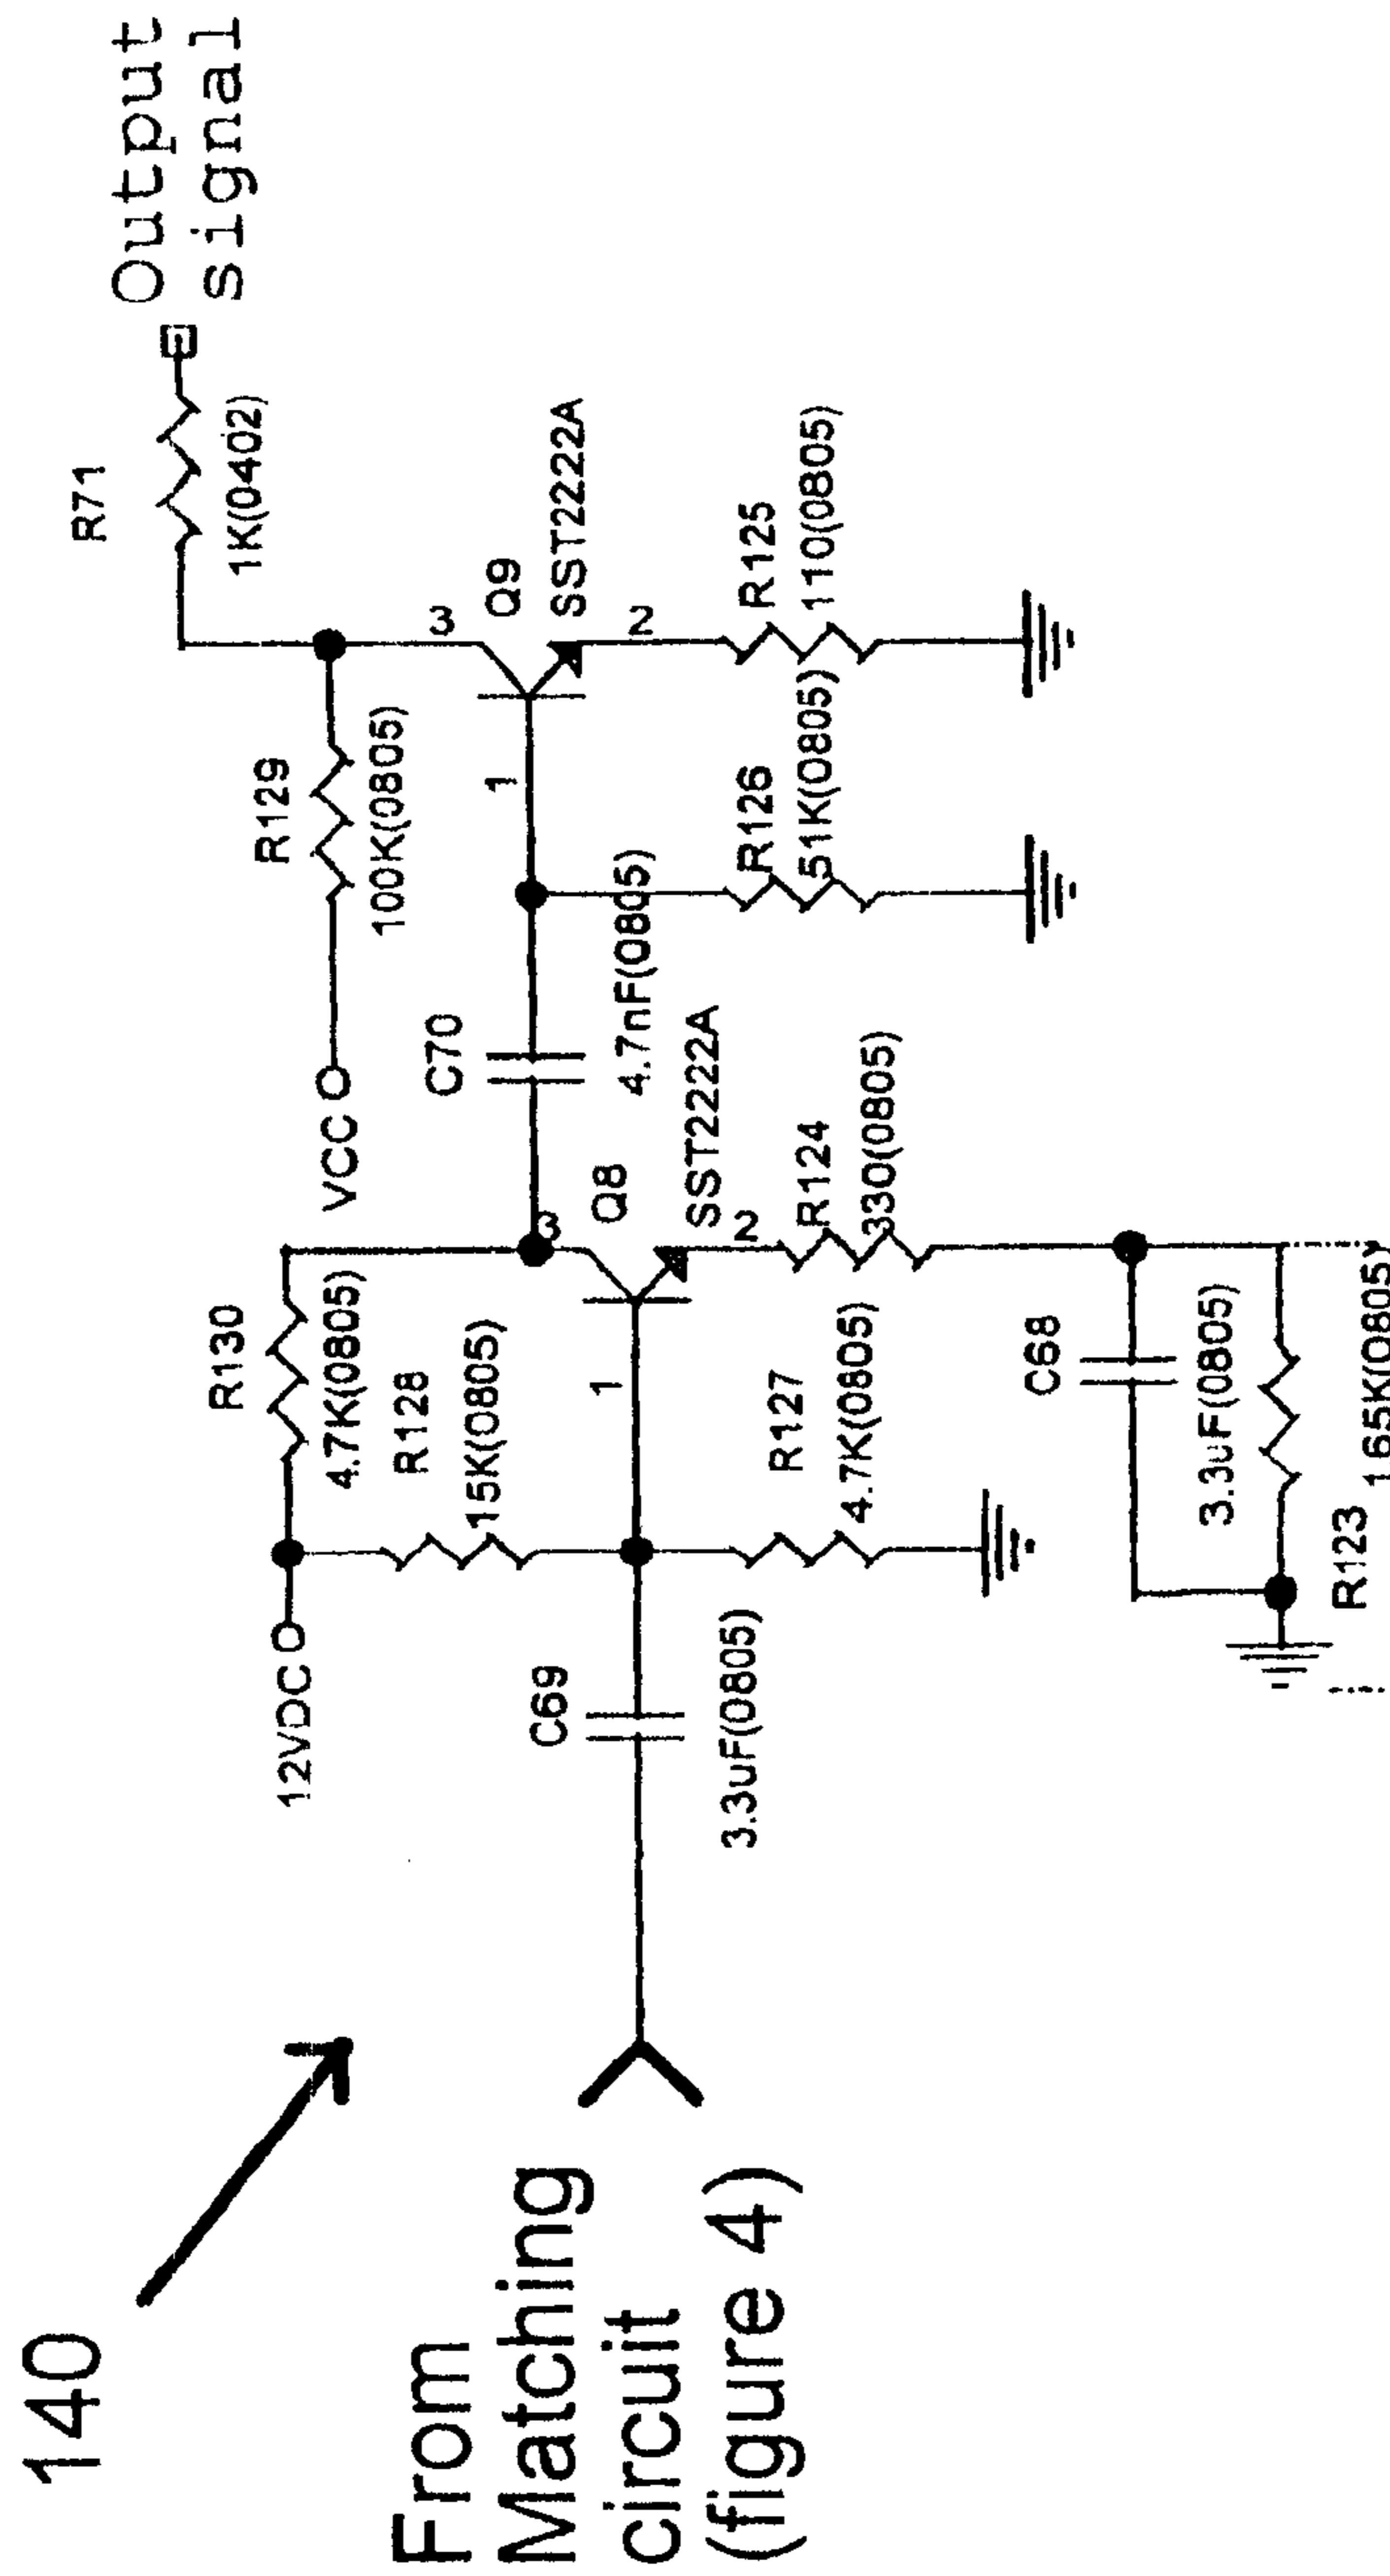 140
From
Matching
circuit
(figure 4)
12VDC
R130
4.7K(0805)
R128
15K(0805)
C69
3.3uF(0805)
1
R127
4.7K(0805)
3
Q8
SST2222A
2
R124
330(0805)
C68
3.3uF(0805)
R123
165K(0805)
C70
4.7nF(0805)
VCC
R129
100K(0805)
1
R126
51K(0805)
3
Q9
SST2222A
2
R125
110(0805)
R71
1K(0402)
Output
signal